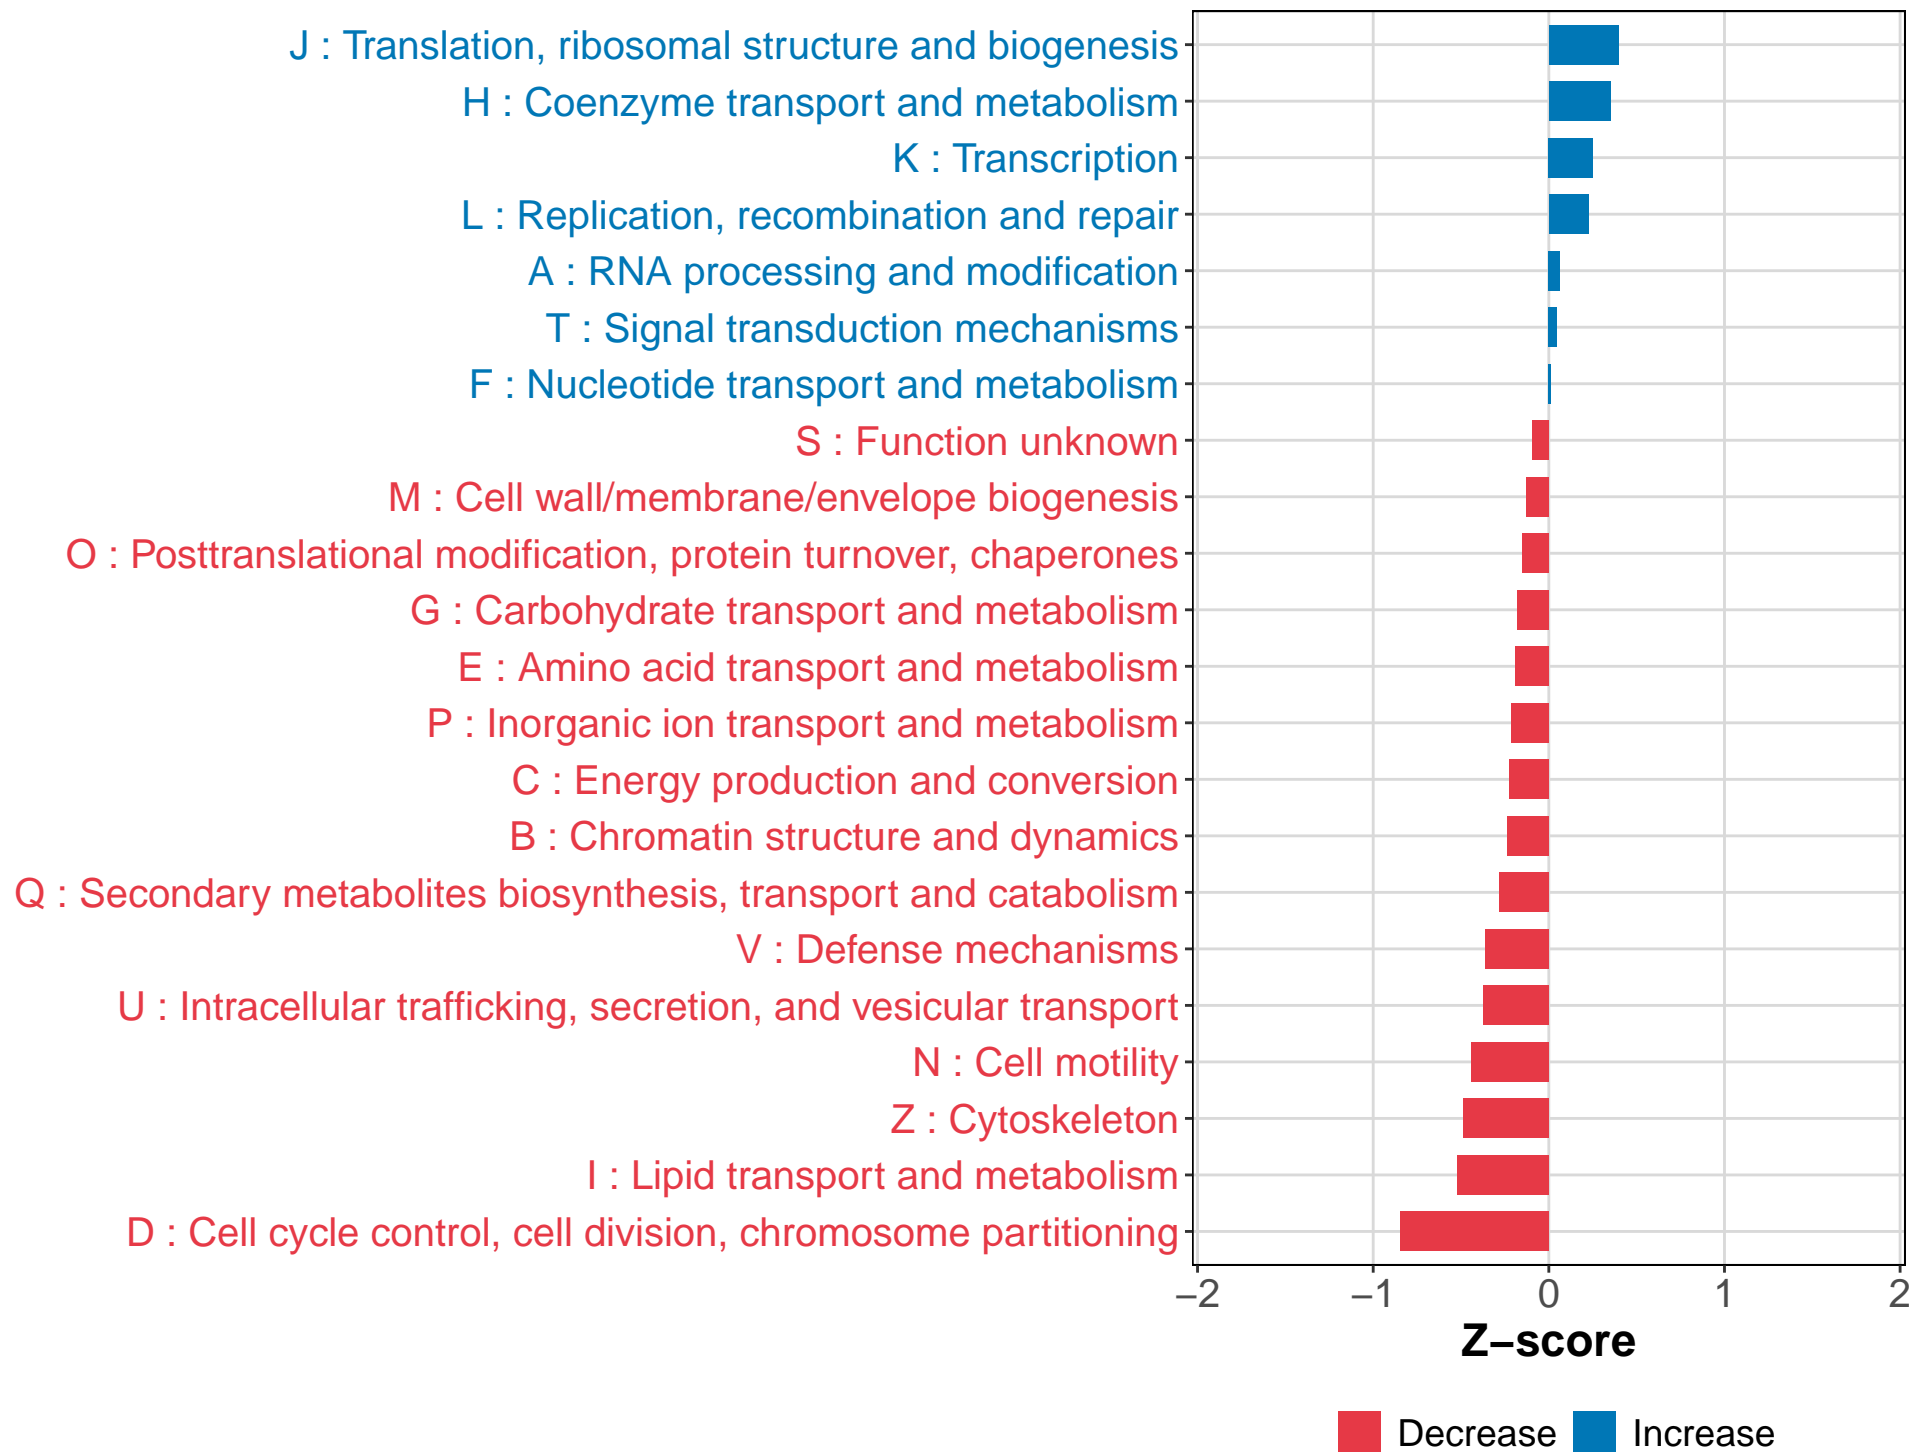 J : Translation, ribosomal structure and biogenesis
H : Coenzyme transport and metabolism
K : Transcription
L : Replication, recombination and repair
A : RNA processing and modification
T : Signal transduction mechanisms
F : Nucleotide transport and metabolism
S : Function unknown
M : Cell wall/membrane/envelope biogenesis
O : Posttranslational modification, protein turnover, chaperones
G : Carbohydrate transport and metabolism
E : Amino acid transport and metabolism
P : Inorganic ion transport and metabolism
C : Energy production and conversion
B : Chromatin structure and dynamics
Q : Secondary metabolites biosynthesis, transport and catabolism
V : Defense mechanisms
U : Intracellular trafficking, secretion, and vesicular transport
N : Cell motility
Z : Cytoskeleton
I : Lipid transport and metabolism
D : Cell cycle control, cell division, chromosome partitioning
−2 −1 0 1 2
Z−score
Decrease Increase